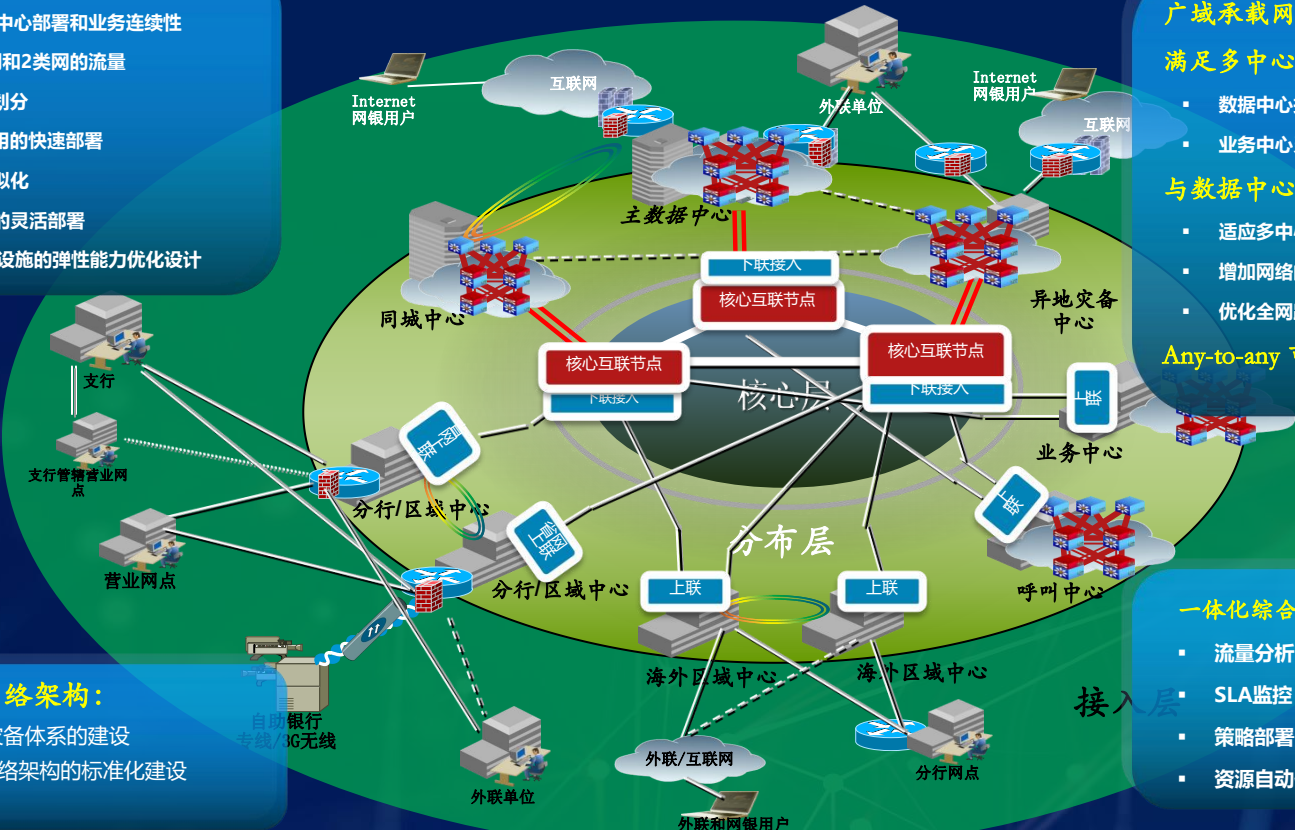 中心部署和业务连续性
和2类网的流量
划分
用的快速部署
拟化
的灵活部署
设施的弹性能力优化设计
广域承载网
满足多中心
▪ 数据中心
▪ 业务中心
与数据中心
▪ 适应多中心
▪ 增加网络
▪ 优化全网
Any-to-any
互联网
Internet
网银用户
外联单位
Internet
网银用户
互联网
主数据中心
同城中心
异地灾备
中心
下联接入
核心互联节点
核心互联节点
下联接入
核心互联节点
下联接入
核心层
支行
支行管辖营业网
点
营业网点
上联
业务中心
分行/区域中心
省网
上联
分行/区域中心
分布层
上联
呼叫中心
上联
上联
海外区域中心
海外区域中心
接入层
自助银行
专线/3G无线
外联单位
外联/互联网
分行网点
外联和网银用户
络架构：
灾备体系的建设
络架构的标准化建设
一体化综合
▪ 流量分析
▪ SLA监控
▪ 策略部署
▪ 资源自动